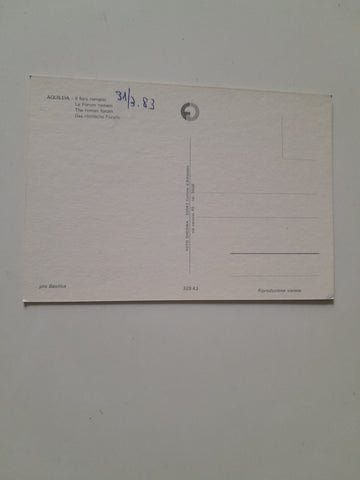 AQUILEIA - Il foro romano
Le Forum romain
The roman forum
Das römische Forum
31/7.83
pro Basilica
Riproduzione vietata